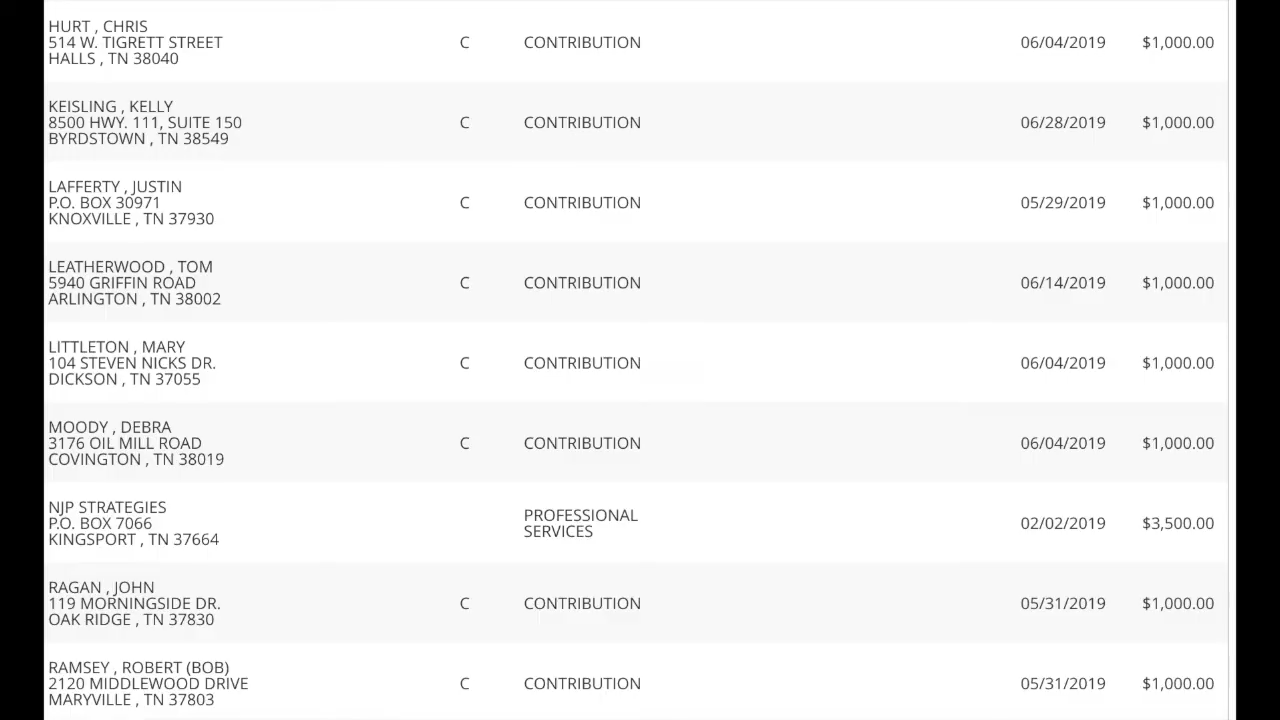 HURT , CHRIS
514 W. TIGRETT STREET
HALLS , TN 38040
C
CONTRIBUTION
06/04/2019
$1,000.00
KEISLING , KELLY
8500 HWY. 111, SUITE 150
BYRDSTOWN , TN 38549
C
CONTRIBUTION
06/28/2019
$1,000.00
LAFFERTY , JUSTIN
P.O. BOX 30971
KNOXVILLE , TN 37930
C
CONTRIBUTION
05/29/2019
$1,000.00
LEATHERWOOD , TOM
5940 GRIFFIN ROAD
ARLINGTON , TN 38002
C
CONTRIBUTION
06/14/2019
$1,000.00
LITTLETON , MARY
104 STEVEN NICKS DR.
DICKSON , TN 37055
C
CONTRIBUTION
06/04/2019
$1,000.00
MOODY , DEBRA
3176 OIL MILL ROAD
COVINGTON , TN 38019
C
CONTRIBUTION
06/04/2019
$1,000.00
NJP STRATEGIES
P.O. BOX 7066
KINGSPORT , TN 37664
PROFESSIONAL
SERVICES
02/02/2019
$3,500.00
RAGAN , JOHN
119 MORNINGSIDE DR.
OAK RIDGE , TN 37830
C
CONTRIBUTION
05/31/2019
$1,000.00
RAMSEY , ROBERT (BOB)
2120 MIDDLEWOOD DRIVE
MARYVILLE , TN 37803
C
CONTRIBUTION
05/31/2019
$1,000.00